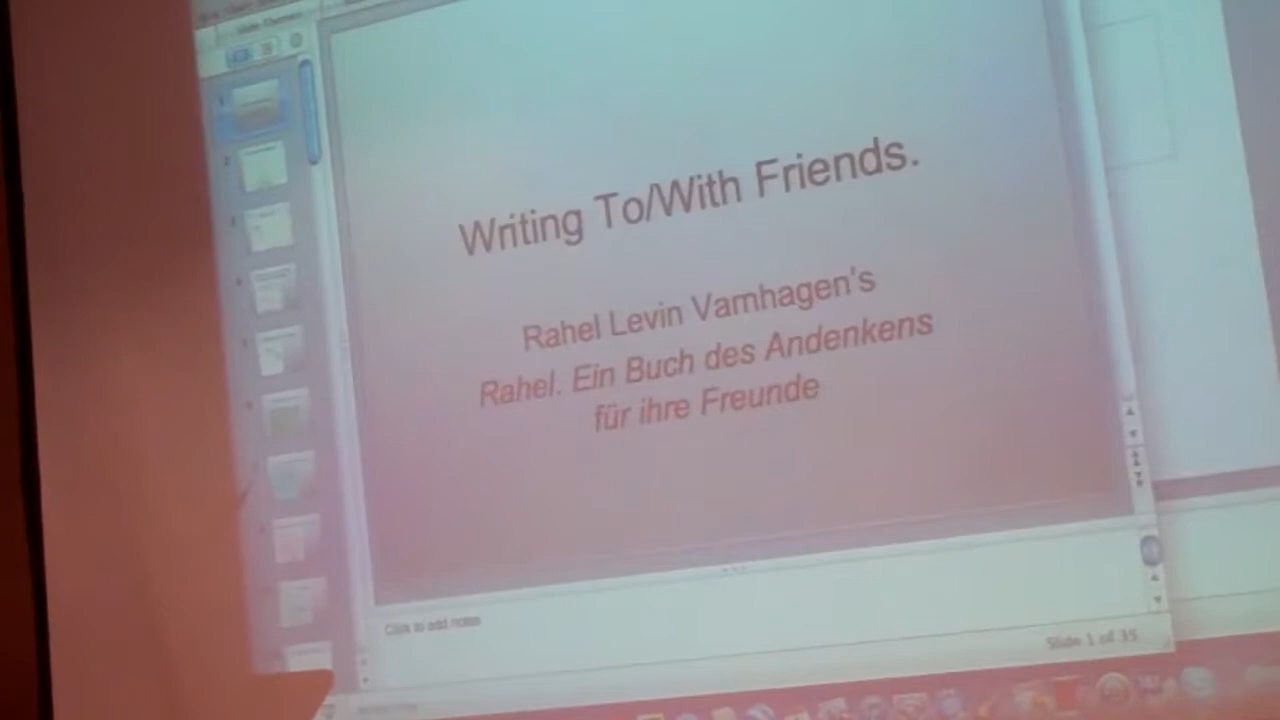 Writing To/With Friends.
Rahel Levin Varnhagen's
Rahel. Ein Buch des Andenkens
für ihre Freunde
Click to add notes
Slide 1 of 35